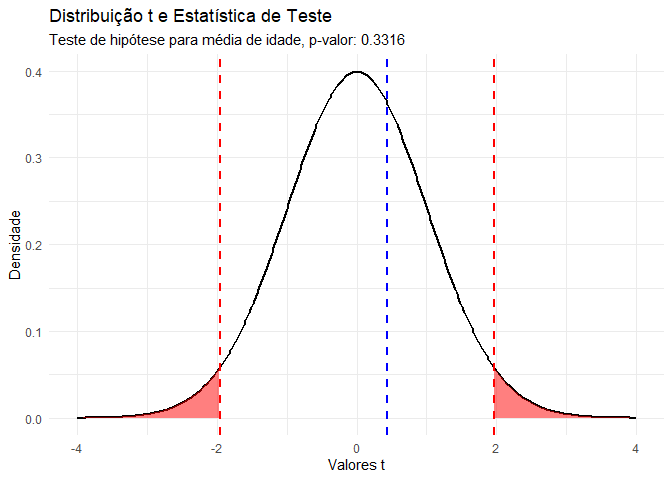 Distribuição t e Estatística de Teste
Teste de hipótese para média de idade, p-valor: 0.3316
0.4
0.3
0.2
0.1
0.0
Densidade
-4
-2
0
2
4
Valores t